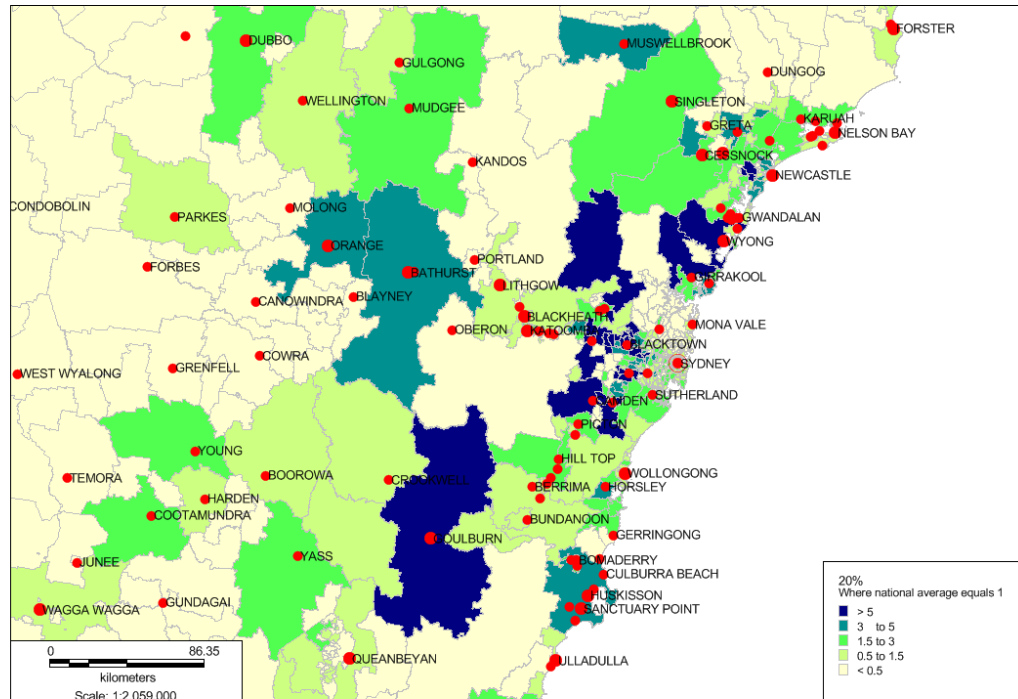 FORSTER
DUBBO
MUSWELLBROOK
GULGONG
DUNGOG
WELLINGTON
MUDGEE
SINGLETON
KARUAH
GRETA
NELSON BAY
CESSNOCK
KANDOS
NEWCASTLE
CONDOBOLIN
MOLONG
PARKES
GWANDALAN
ORANGE
WYONG
PORTLAND
FORBES
BATHURST
GIRRAKOOL
LITHGOW
CANOWINDRA
BLAYNEY
BLACKHEATH
MONA VALE
OBERON
KATOOMBA
BLACKTOWN
COWRA
SYDNEY
GRENFELL
WEST WYALONG
SUTHERLAND
CAMDEN
PICTON
YOUNG
HILL TOP
TEMORA
BOOROWA
CROOKWELL
WOLLONGONG
BERRIMA
HORSLEY
HARDEN
COOTAMUNDRA
BUNDANOON
GOULBURN
GERRINGONG
JUNEE
YASS
BOMADERRY
CULBURRA BEACH
HUSKISSON
WAGGA WAGGA
GUNDAGAI
SANCTUARY POINT
QUEANBEYAN
ULLADULLA
0 86.35
kilometers
Scale: 1:2,059,000
20%
Where national average equals 1
> 5
3 to 5
1.5 to 3
0.5 to 1.5
< 0.5